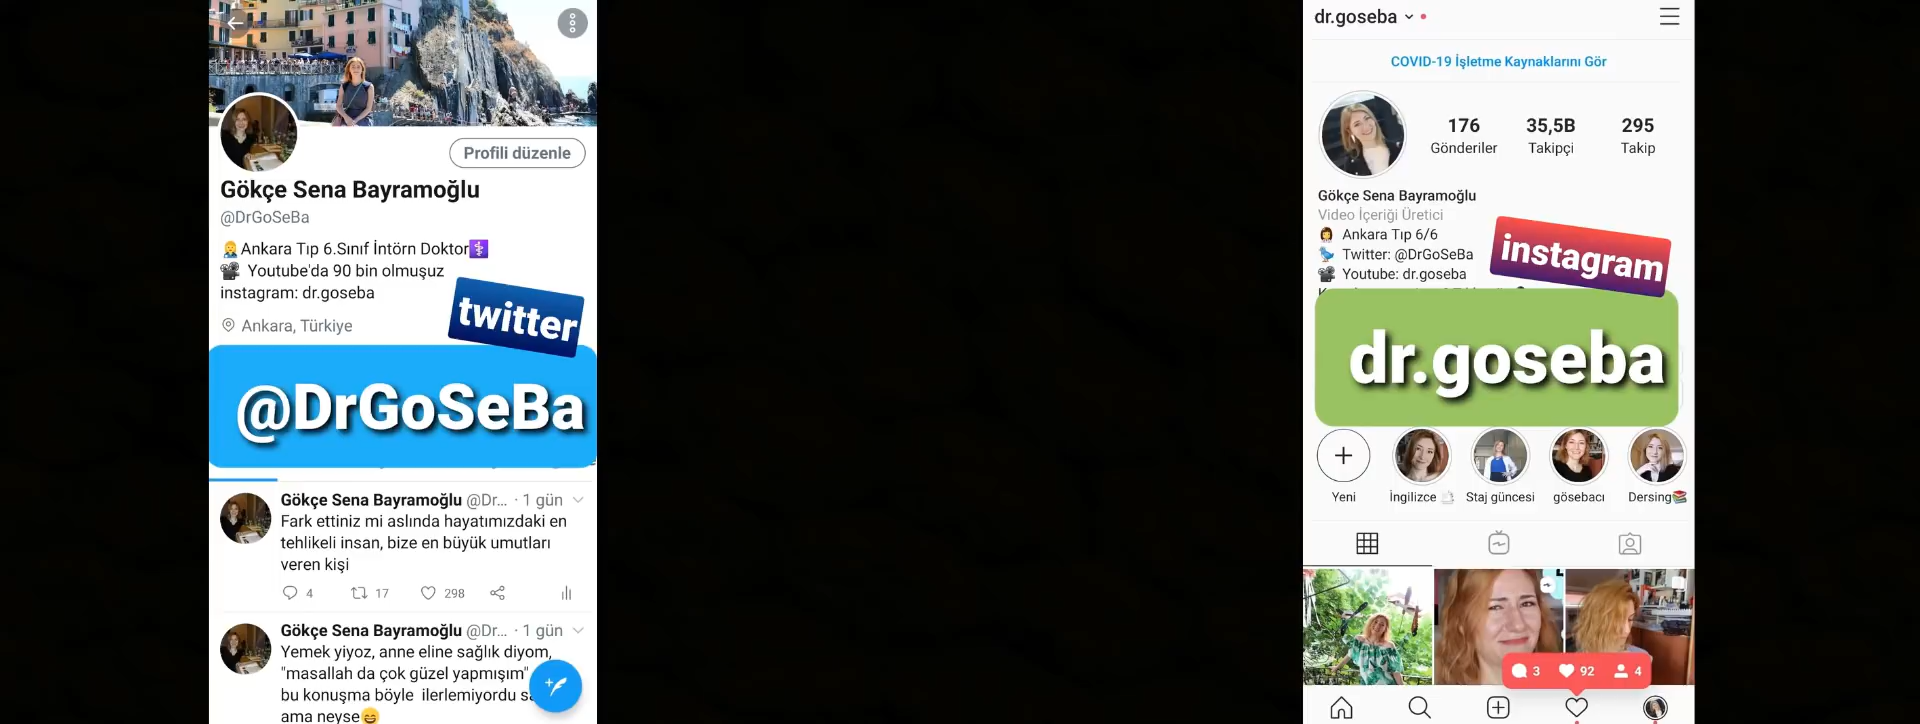 Profili düzenle
Gökçe Sena Bayramoğlu
@DrGoSeBa
Ankara Tıp 6.Sınıf İntörn Doktor
Youtube'da 90 bin olmuşuz
instagram: dr.goseba
Ankara, Türkiye
twitter
@DrGoSeBa
Gökçe Sena Bayramoğlu @Dr... · 1 gün
Fark ettiniz mi aslında hayatımızdaki en
tehlikeli insan, bize en büyük umutları
veren kişi
4 17 298
Gökçe Sena Bayramoğlu @Dr... · 1 gün
Yemek yiyoz, anne eline sağlık diyom,
"masallah da çok güzel yapmışım"
bu konuşma böyle ilerlemiyordu
ama neyse😄
dr.goseba
COVID-19 İşletme Kaynaklarını Gör
176 35,5B 295
Gönderiler Takipçi Takip
Gökçe Sena Bayramoğlu
Video İçeriği Üretici
Ankara Tıp 6/6
Twitter: @DrGoSeBa
Youtube: dr.goseba
instagram
dr.goseba
Yeni İngilizce Staj güncesi gösebacı Dersing📚
3 92 4